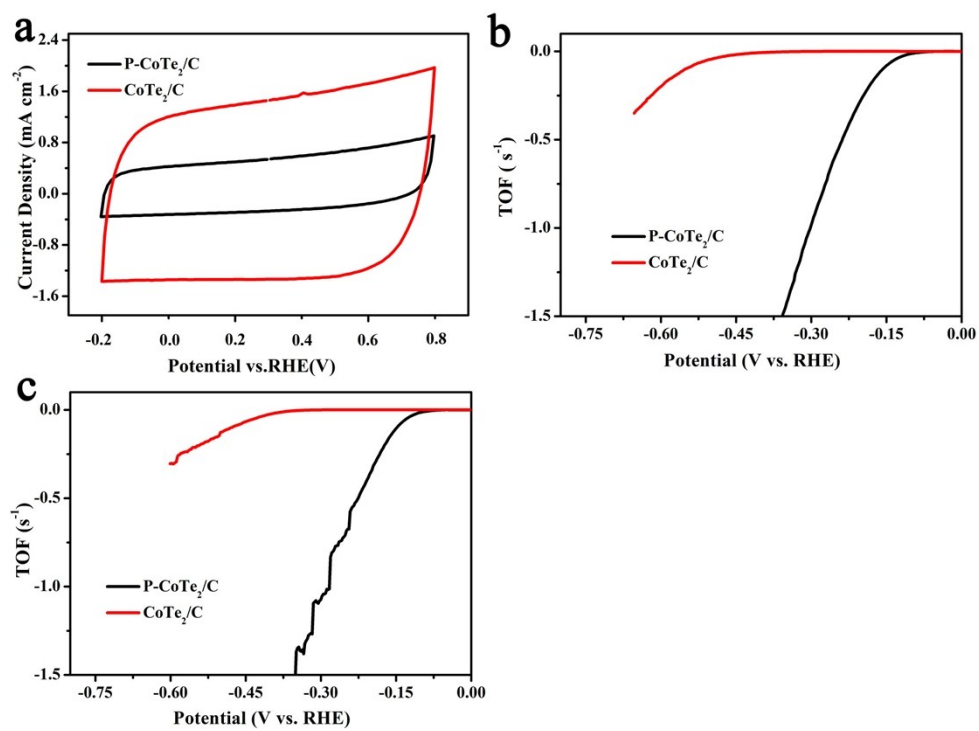 a
2.4
1.6
0.8
0.0
-0.8
-1.6
Current Density (mA cm⁻²)
P-CoTe₂/C
CoTe₂/C
-0.2 0.0 0.2 0.4 0.6 0.8
Potential vs.RHE(V)
b
0.0
-0.5
-1.0
-1.5
TOF ( s⁻¹)
P-CoTe₂/C
CoTe₂/C
-0.75 -0.60 -0.45 -0.30 -0.15 0.00
Potential (V vs. RHE)
c
0.0
-0.5
-1.0
-1.5
TOF (s⁻¹)
P-CoTe₂/C
CoTe₂/C
-0.75 -0.60 -0.45 -0.30 -0.15 0.00
Potential (V vs. RHE)